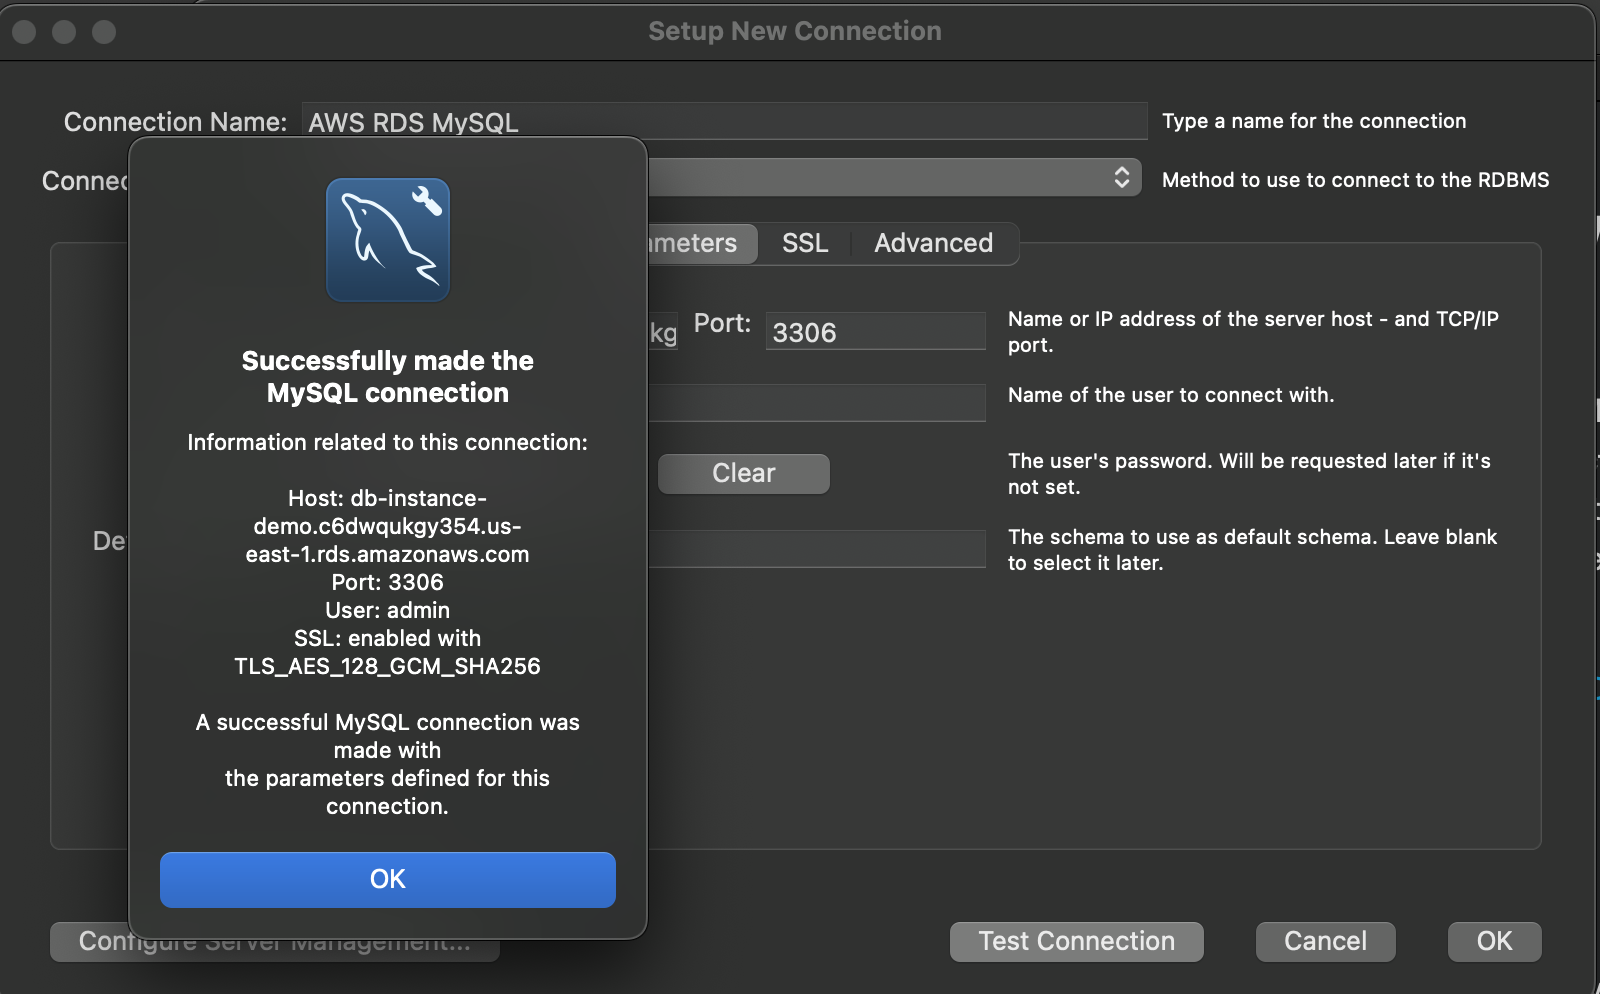 Setup New Connection
Connection Name: AWS RDS MySQL Type a name for the connection
Method to use to connect to the RDBMS
SSL Advanced
Port: 3306 Name or IP address of the server host - and TCP/IP
port.
Name of the user to connect with.
Clear The user's password. Will be requested later if it's
not set.
The schema to use as default schema. Leave blank
to select it later.
Successfully made the
MySQL connection
Information related to this connection:
Host: db-instance-
demo.c6dwqukgy354.us-
east-1.rds.amazonaws.com
Port: 3306
User: admin
SSL: enabled with
TLS_AES_128_GCM_SHA256
A successful MySQL connection was
made with
the parameters defined for this
connection.
OK
Configure Server Management... Test Connection Cancel OK